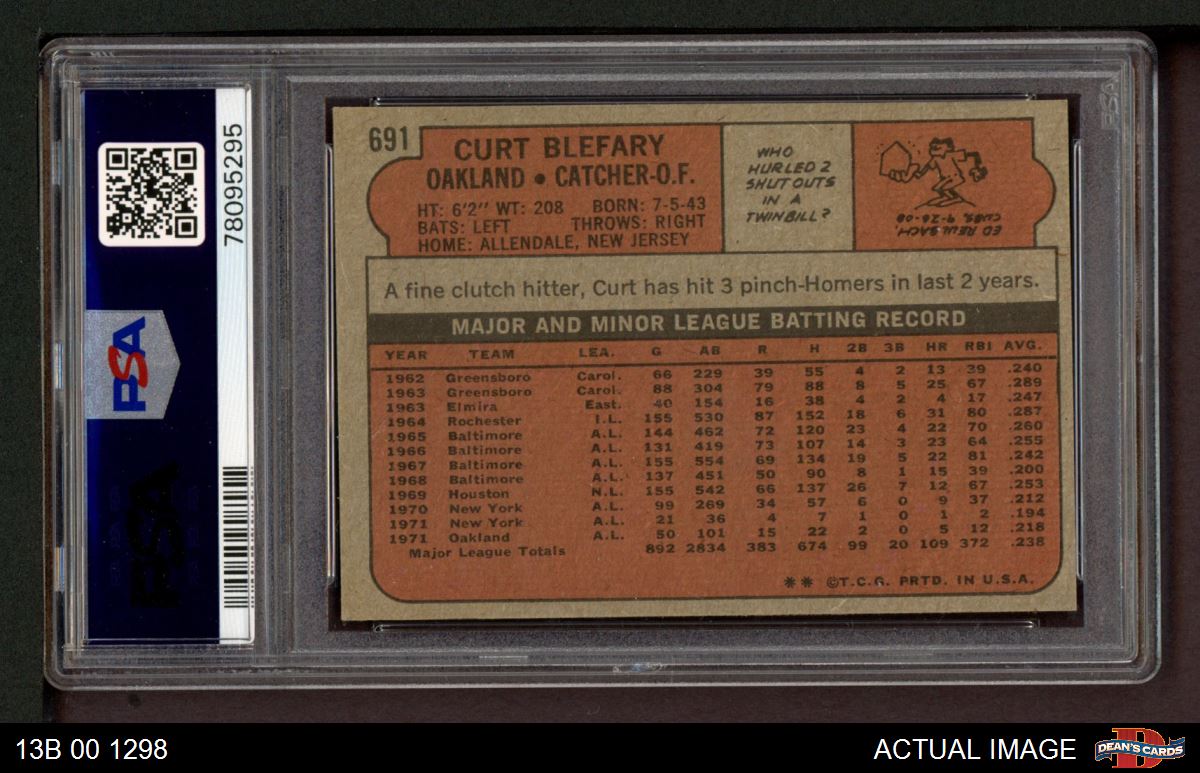 691
CURT BLEFARY
OAKLAND • CATCHER-O.F.
HT: 6'2" WT: 208 BORN: 7-5-43
BATS: LEFT THROWS: RIGHT
HOME: ALLENDALE, NEW JERSEY
WHO
HURLED 2
SHUTOUTS
IN A
TWINBILL?
ED REULBACH,
CUBS, 9-26-08
A fine clutch hitter, Curt has hit 3 pinch-Homers in last 2 years.
MAJOR AND MINOR LEAGUE BATTING RECORD
YEAR TEAM LEA. G AB R H 2B 3B HR RBI AVG.
1962 Greensboro Carol. 66 229 39 55 4 2 13 39 .240
1963 Greensboro Carol. 88 304 79 88 8 5 25 67 .289
1963 Elmira East. 40 154 16 38 4 2 4 17 .247
1964 Rochester I.L. 155 530 87 152 18 6 31 80 .287
1965 Baltimore A.L. 144 462 72 120 23 4 22 70 .260
1966 Baltimore A.L. 131 419 73 107 14 3 23 64 .255
1967 Baltimore A.L. 155 554 69 134 19 5 22 81 .242
1968 Baltimore A.L. 137 451 50 90 8 1 15 39 .200
1969 Houston N.L. 155 542 66 137 26 7 12 67 .253
1970 New York A.L. 99 269 34 57 6 0 9 37 .212
1971 New York A.L. 21 36 4 7 1 0 1 2 .194
1971 Oakland A.L. 50 101 15 22 2 0 5 12 .218
Major League Totals 892 2834 383 674 99 20 109 372 .238
** ©T.C.G. PRTD. IN U.S.A.
78095295
PSA
PSA
PSA
13B 00 1298
ACTUAL IMAGE
DEAN'S CARDS